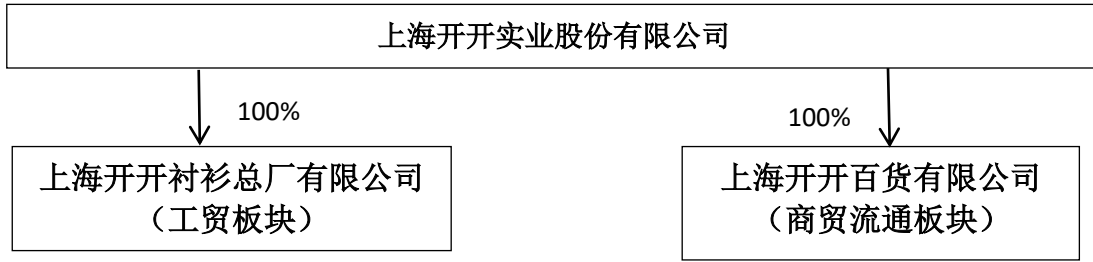 上海开开实业股份有限公司
100%
100%
上海开开衬衫总厂有限公司
（工贸板块）
上海开开百货有限公司
（商贸流通板块）